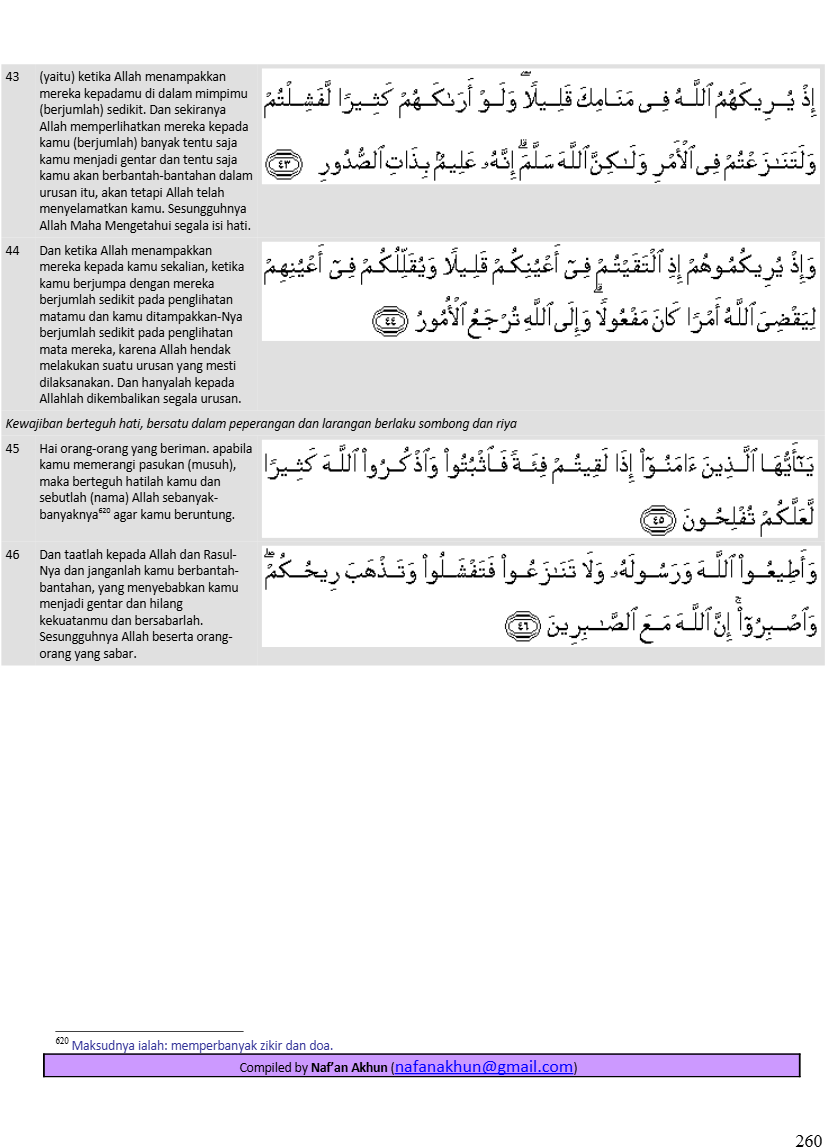 43 (yaitu) ketika Allah menampakkan
mereka kepadamu di dalam mimpimu
(berjumlah) sedikit. Dan sekiranya
Allah memperlihatkan mereka kepada
kamu (berjumlah) banyak tentu saja
kamu menjadi gentar dan tentu saja
kamu akan berbantah-bantahan dalam
urusan itu, akan tetapi Allah telah
menyelamatkan kamu. Sesungguhnya
Allah Maha Mengetahui segala isi hati.
إِذْ يُرِيكَهُمُ ٱللَّهُ فِى مَنَامِكَ قَلِيلًا ۖ وَلَوْ أَرَىٰكَهُمْ كَثِيرًا لَّفَشِلْتُمْ
وَلَتَنَٰزَعْتُمْ فِى ٱلْأَمْرِ وَلَٰكِنَّ ٱللَّهَ سَلَّمَ ۗ إِنَّهُۥ عَلِيمٌۢ بِذَاتِ ٱلصُّدُورِ ٤٣
44 Dan ketika Allah menampakkan
mereka kepada kamu sekalian, ketika
kamu berjumpa dengan mereka
berjumlah sedikit pada penglihatan
matamu dan kamu ditampakkan-Nya
berjumlah sedikit pada penglihatan
mata mereka, karena Allah hendak
melakukan suatu urusan yang mesti
dilaksanakan. Dan hanyalah kepada
Allahlah dikembalikan segala urusan.
وَإِذْ يُرِيكُمُوهُمْ إِذِ ٱلْتَقَيْتُمْ فِىٓ أَعْيُنِكُمْ قَلِيلًا وَيُقَلِّلُكُمْ فِىٓ أَعْيُنِهِمْ
لِيَقْضِىَ ٱللَّهُ أَمْرًا كَانَ مَفْعُولًا ۗ وَإِلَى ٱللَّهِ تُرْجَعُ ٱلْأُمُورُ ٤٤
Kewajiban berteguh hati, bersatu dalam peperangan dan larangan berlaku sombong dan riya
45 Hai orang-orang yang beriman. apabila
kamu memerangi pasukan (musuh),
maka berteguh hatilah kamu dan
sebutlah (nama) Allah sebanyak-
banyaknya620 agar kamu beruntung.
يَٰٓأَيُّهَا ٱلَّذِينَ ءَامَنُوٓا۟ إِذَا لَقِيتُمْ فِئَةً فَٱثْبُتُوا۟ وَٱذْكُرُوا۟ ٱللَّهَ كَثِيرًا
لَّعَلَّكُمْ تُفْلِحُونَ ٤٥
46 Dan taatlah kepada Allah dan Rasul-
Nya dan janganlah kamu berbantah-
bantahan, yang menyebabkan kamu
menjadi gentar dan hilang
kekuatanmu dan bersabarlah.
Sesungguhnya Allah beserta orang-
orang yang sabar.
وَأَطِيعُوا۟ ٱللَّهَ وَرَسُولَهُۥ وَلَا تَنَٰزَعُوا۟ فَتَفْشَلُوا۟ وَتَذْهَبَ رِيحُكُمْ ۖ
وَٱصْبِرُوٓا۟ ۚ إِنَّ ٱللَّهَ مَعَ ٱلصَّٰبِرِينَ ٤٦
620 Maksudnya ialah: memperbanyak zikir dan doa.
Compiled by Naf'an Akhun (nafanakhun@gmail.com)
260